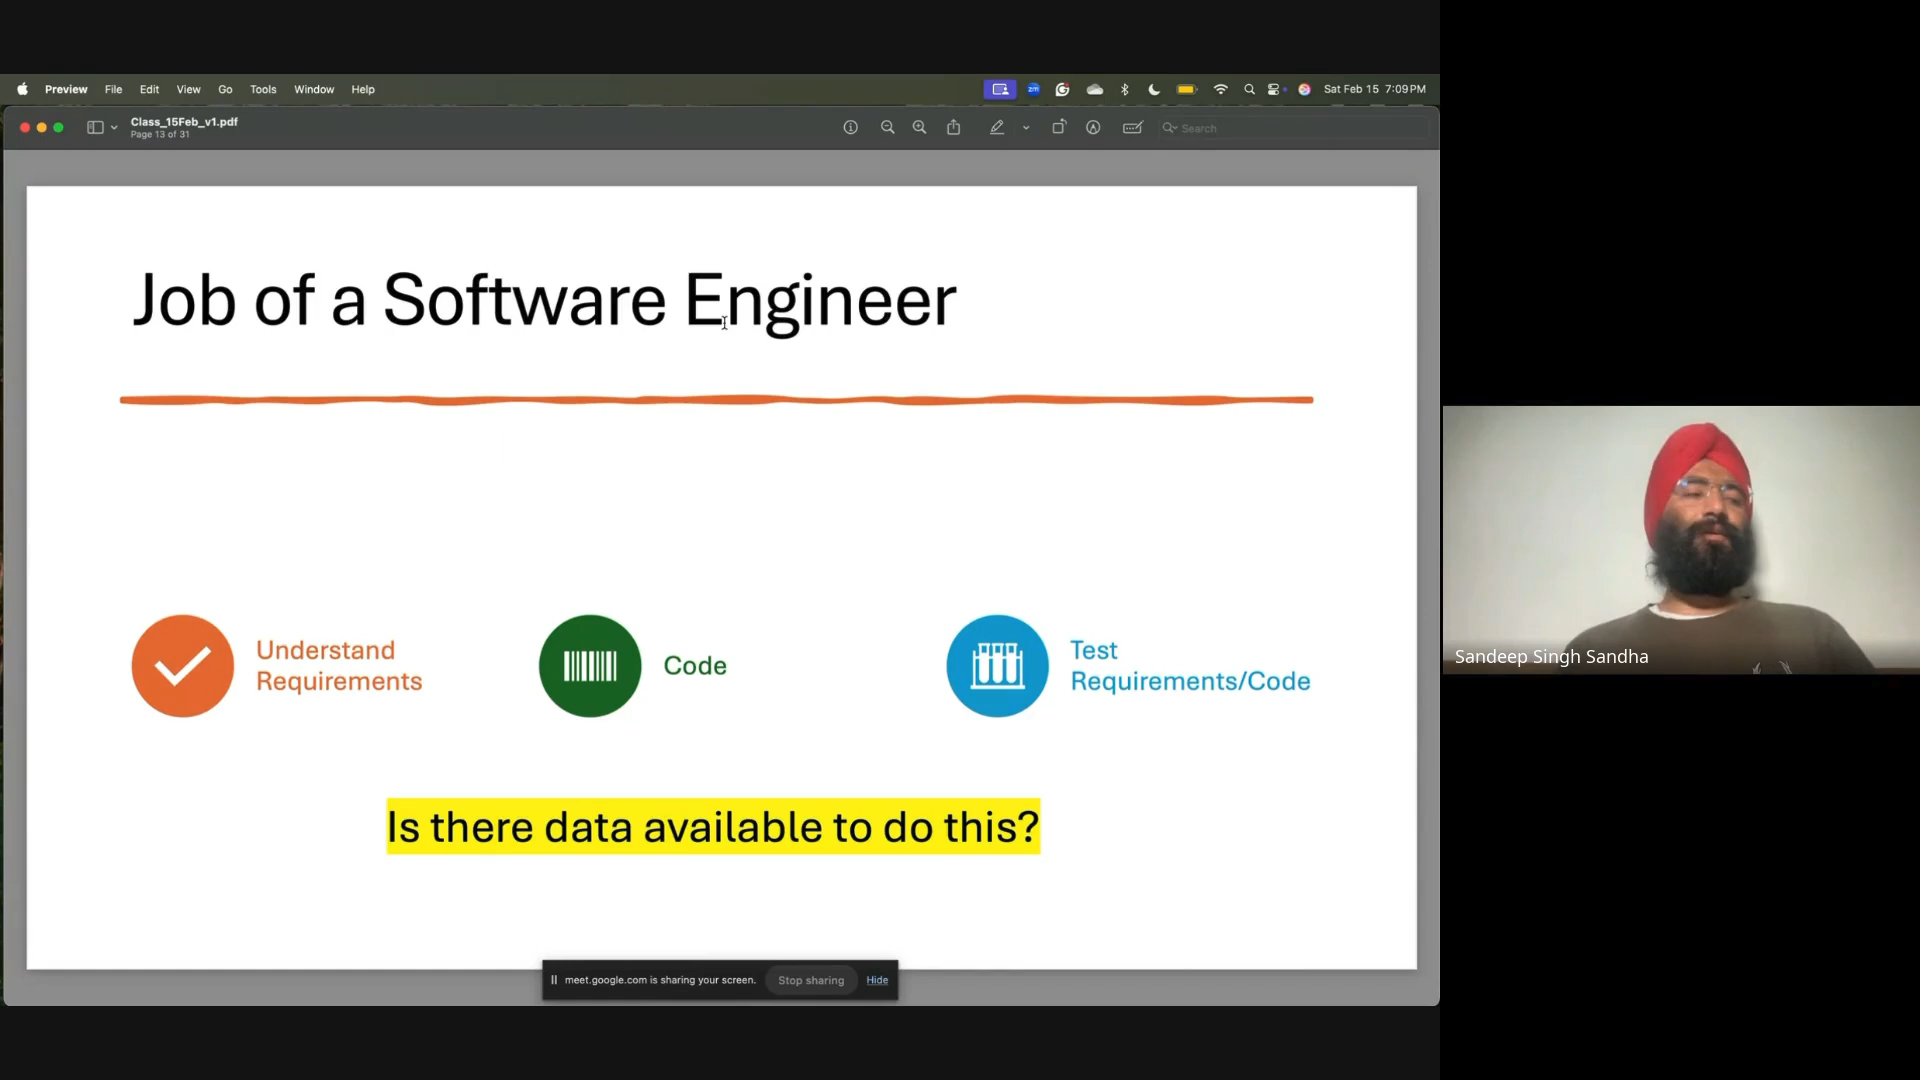 Preview File Edit View Go Tools Window Help
zm
Sat Feb 15 7:09 PM
Class_15Feb_v1.pdf
Page 13 of 31
Search
Job of a Software Engineer
Understand
Requirements
Code
Test
Requirements/Code
Is there data available to do this?
Sandeep Singh Sandha
meet.google.com is sharing your screen. Stop sharing Hide